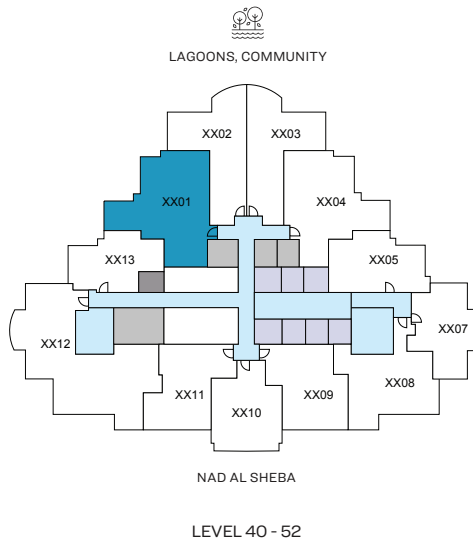 LAGOONS, COMMUNITY
XX02
XX03
XX01
XX04
XX13
XX05
XX12
XX07
XX11
XX08
XX10
XX09
NAD AL SHEBA
LEVEL 40 - 52